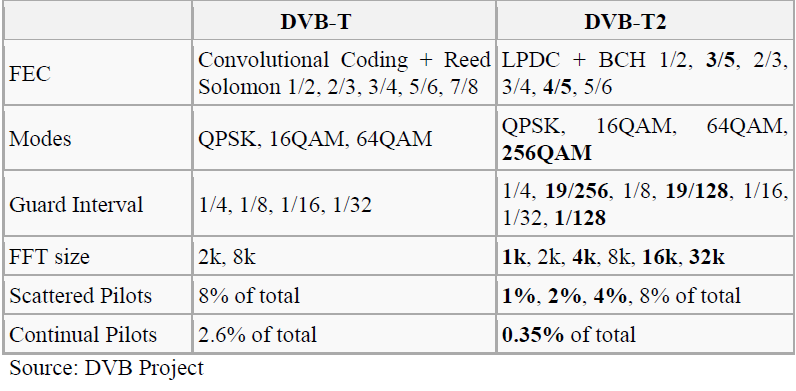 DVB-T DVB-T2
FEC
Convolutional Coding + Reed
Solomon 1/2, 2/3, 3/4, 5/6, 7/8
LPDC + BCH 1/2, 3/5, 2/3,
3/4, 4/5, 5/6
Modes
QPSK, 16QAM, 64QAM
QPSK, 16QAM, 64QAM,
256QAM
Guard Interval
1/4, 1/8, 1/16, 1/32
1/4, 19/256, 1/8, 19/128, 1/16,
1/32, 1/128
FFT size
2k, 8k
1k, 2k, 4k, 8k, 16k, 32k
Scattered Pilots
8% of total
1%, 2%, 4%, 8% of total
Continual Pilots
2.6% of total
0.35% of total
Source: DVB Project